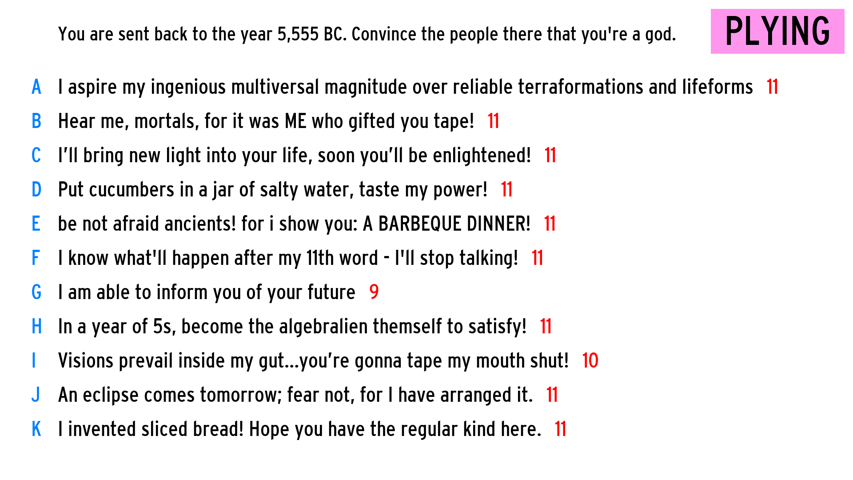 You are sent back to the year 5,555 BC. Convince the people there that you're a god.
PLYING
A I aspire my ingenious multiversal magnitude over reliable terraformations and lifeforms 11
B Hear me, mortals, for it was ME who gifted you tape! 11
C I’ll bring new light into your life, soon you’ll be enlightened! 11
D Put cucumbers in a jar of salty water, taste my power! 11
E be not afraid ancients! for i show you: A BARBEQUE DINNER! 11
F I know what'll happen after my 11th word - I'll stop talking! 11
G I am able to inform you of your future 9
H In a year of 5s, become the algebralien themself to satisfy! 11
I Visions prevail inside my gut...you’re gonna tape my mouth shut! 10
J An eclipse comes tomorrow; fear not, for I have arranged it. 11
K I invented sliced bread! Hope you have the regular kind here. 11